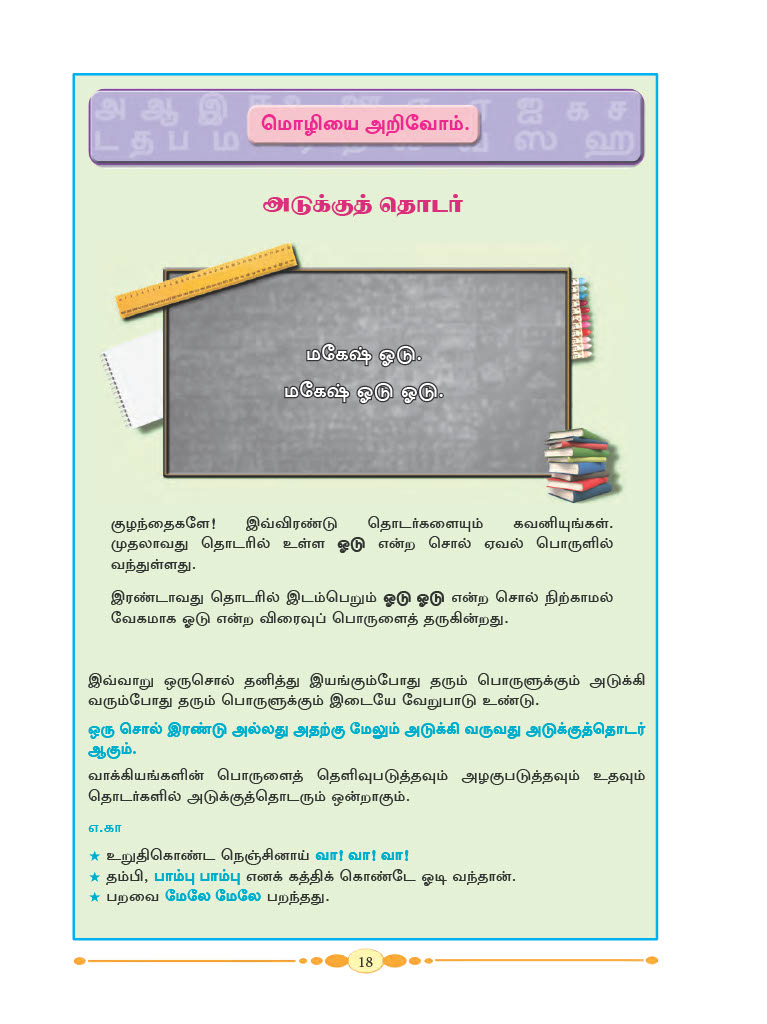 மொழியை அறிவோம்.
அடுக்குத் தொடர்
மகேஷ் ஓடு.
மகேஷ் ஓடு ஓடு.
குழந்தைகளே! இவ்விரண்டு தொடர்களையும் கவனியுங்கள்.
முதலாவது தொடரில் உள்ள ஓடு என்ற சொல் ஏவல் பொருளில்
வந்துள்ளது.
இரண்டாவது தொடரில் இடம்பெறும் ஓடு ஓடு என்ற சொல் நிற்காமல்
வேகமாக ஓடு என்ற விரைவுப் பொருளைத் தருகின்றது.
இவ்வாறு ஒருசொல் தனித்து இயங்கும்போது தரும் பொருளுக்கும் அடுக்கி
வரும்போது தரும் பொருளுக்கும் இடையே வேறுபாடு உண்டு.
ஒரு சொல் இரண்டு அல்லது அதற்கு மேலும் அடுக்கி வருவது அடுக்குத்தொடர்
ஆகும்.
வாக்கியங்களின் பொருளைத் தெளிவுபடுத்தவும் அழகுபடுத்தவும் உதவும்
தொடர்களில் அடுக்குத்தொடரும் ஒன்றாகும்.
எ.கா
★ உறுதிகொண்ட நெஞ்சினாய் வா! வா! வா!
★ தம்பி, பாம்பு பாம்பு எனக் கத்திக் கொண்டே ஓடி வந்தான்.
★ பறவை மேலே மேலே பறந்தது.
18